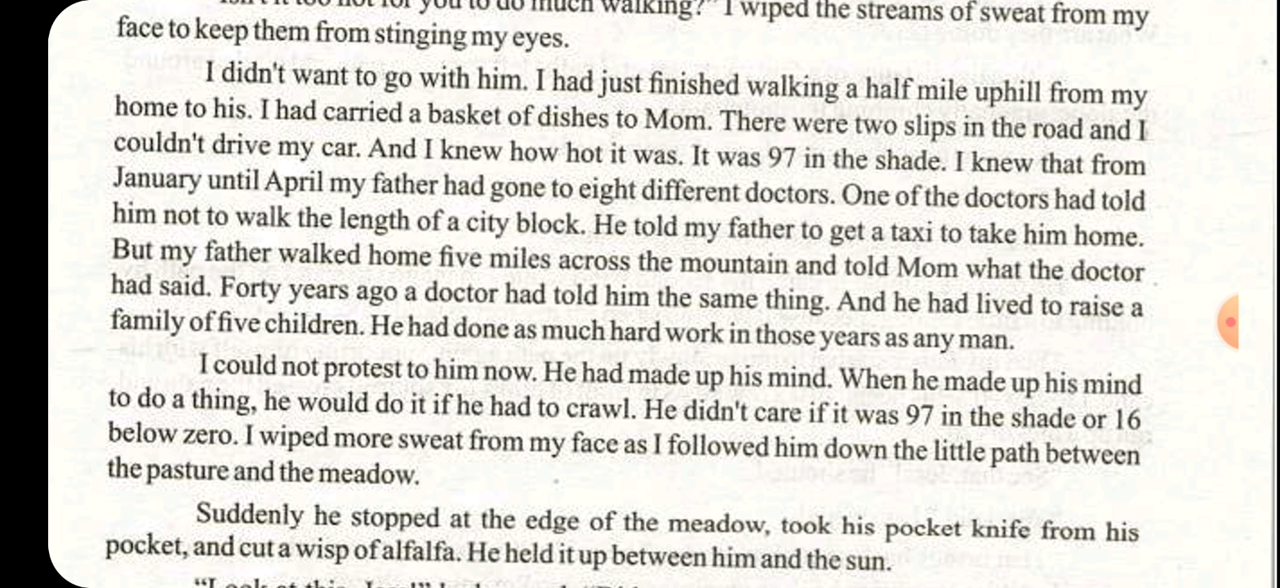 for you to do much walking?" I wiped the streams of sweat from my
face to keep them from stinging my eyes.
I didn't want to go with him. I had just finished walking a half mile uphill from my
home to his. I had carried a basket of dishes to Mom. There were two slips in the road and I
couldn't drive my car. And I knew how hot it was. It was 97 in the shade. I knew that from
January until April my father had gone to eight different doctors. One of the doctors had told
him not to walk the length of a city block. He told my father to get a taxi to take him home.
But my father walked home five miles across the mountain and told Mom what the doctor
had said. Forty years ago a doctor had told him the same thing. And he had lived to raise a
family of five children. He had done as much hard work in those years as any man.
I could not protest to him now. He had made up his mind. When he made up his mind
to do a thing, he would do it if he had to crawl. He didn't care if it was 97 in the shade or 16
below zero. I wiped more sweat from my face as I followed him down the little path between
the pasture and the meadow.
Suddenly he stopped at the edge of the meadow, took his pocket knife from his
pocket, and cut a wisp of alfalfa. He held it up between him and the sun.